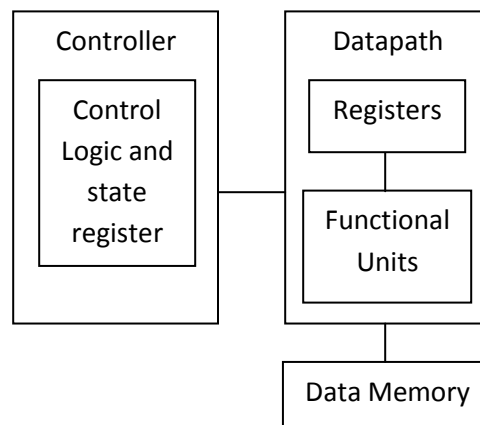 Controller
Control
Logic and
state
register
Datapath
Registers
Functional
Units
Data Memory